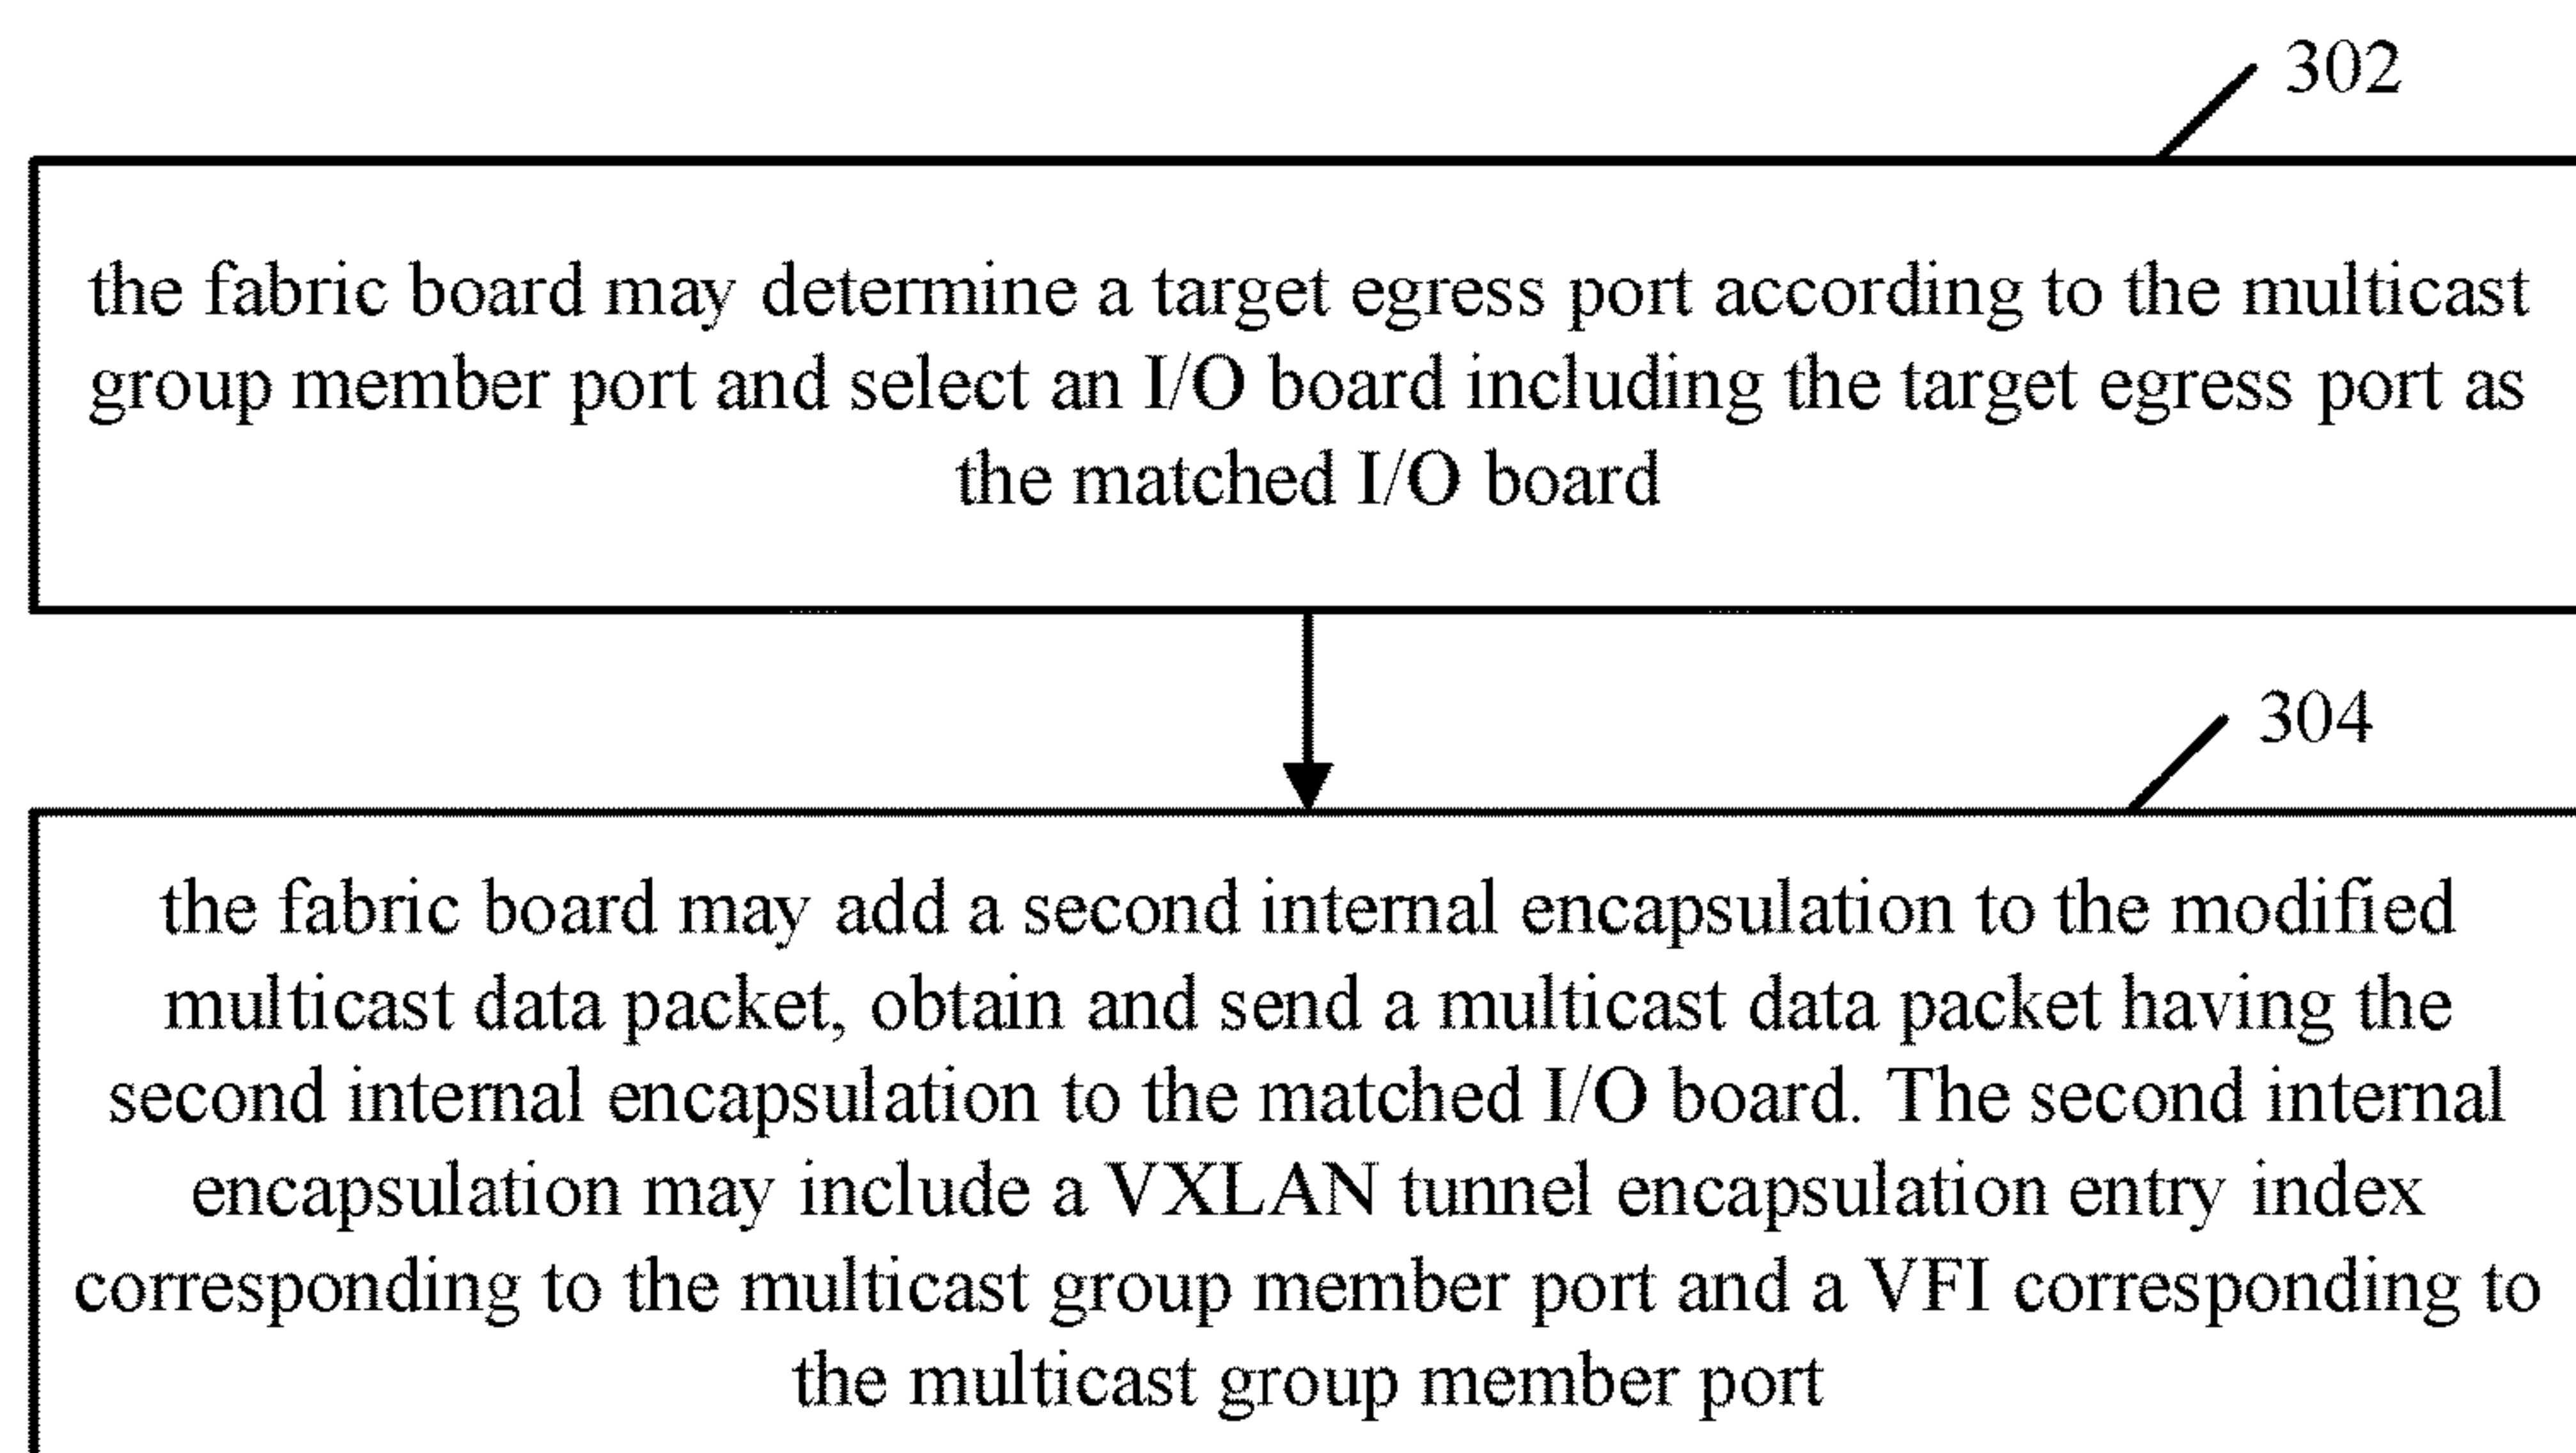 302
the fabric board may determine a target egress port according to the multicast
group member port and select an I/O board including the target egress port as
the matched I/O board
304
the fabric board may add a second internal encapsulation to the modified
multicast data packet, obtain and send a multicast data packet having the
second internal encapsulation to the matched I/O board. The second internal
encapsulation may include a VXLAN tunnel encapsulation entry index
corresponding to the multicast group member port and a VFI corresponding to
the multicast group member port